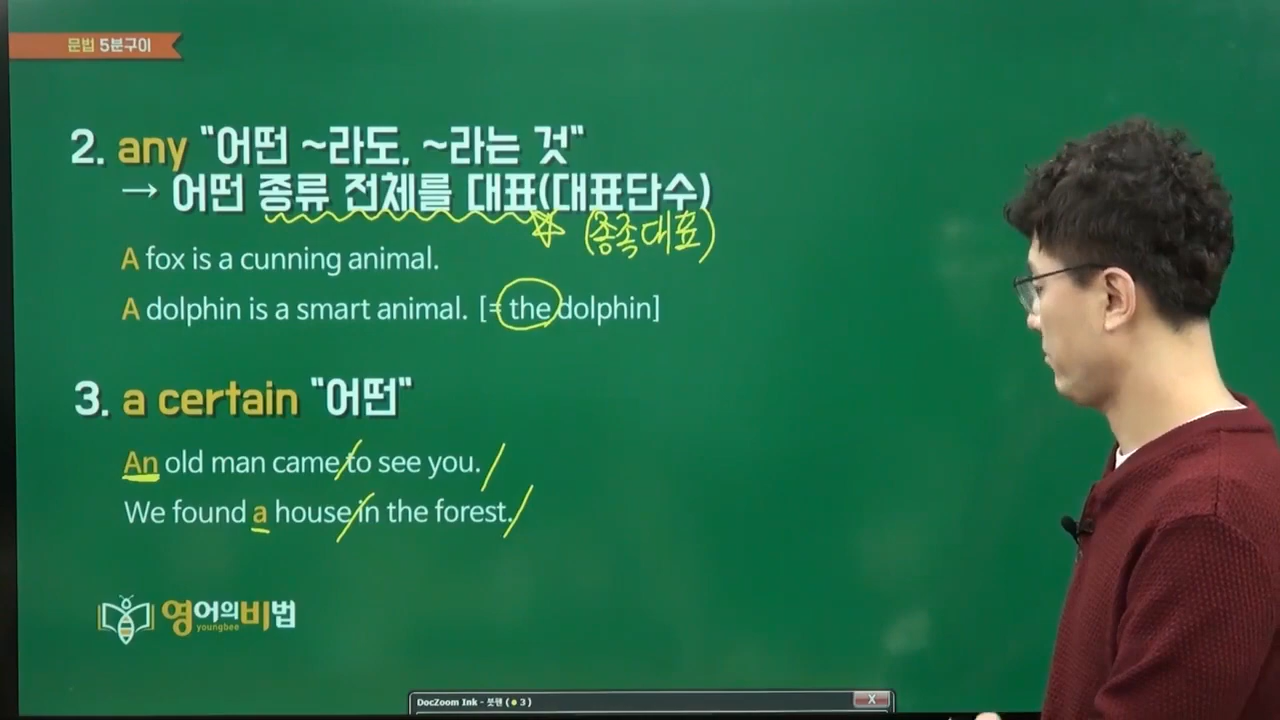 문법 5분구이
2. any "어떤 ~라도, ~라는 것"
→ 어떤 종류 전체를 대표(대표단수)
(종족대표)
A fox is a cunning animal.
A dolphin is a smart animal. [= the dolphin]
3. a certain "어떤"
An old man came to see you.
We found a house in the forest.
영어의비법
youngbee
DocZoom Ink - 붓펜 ( 3 )
X